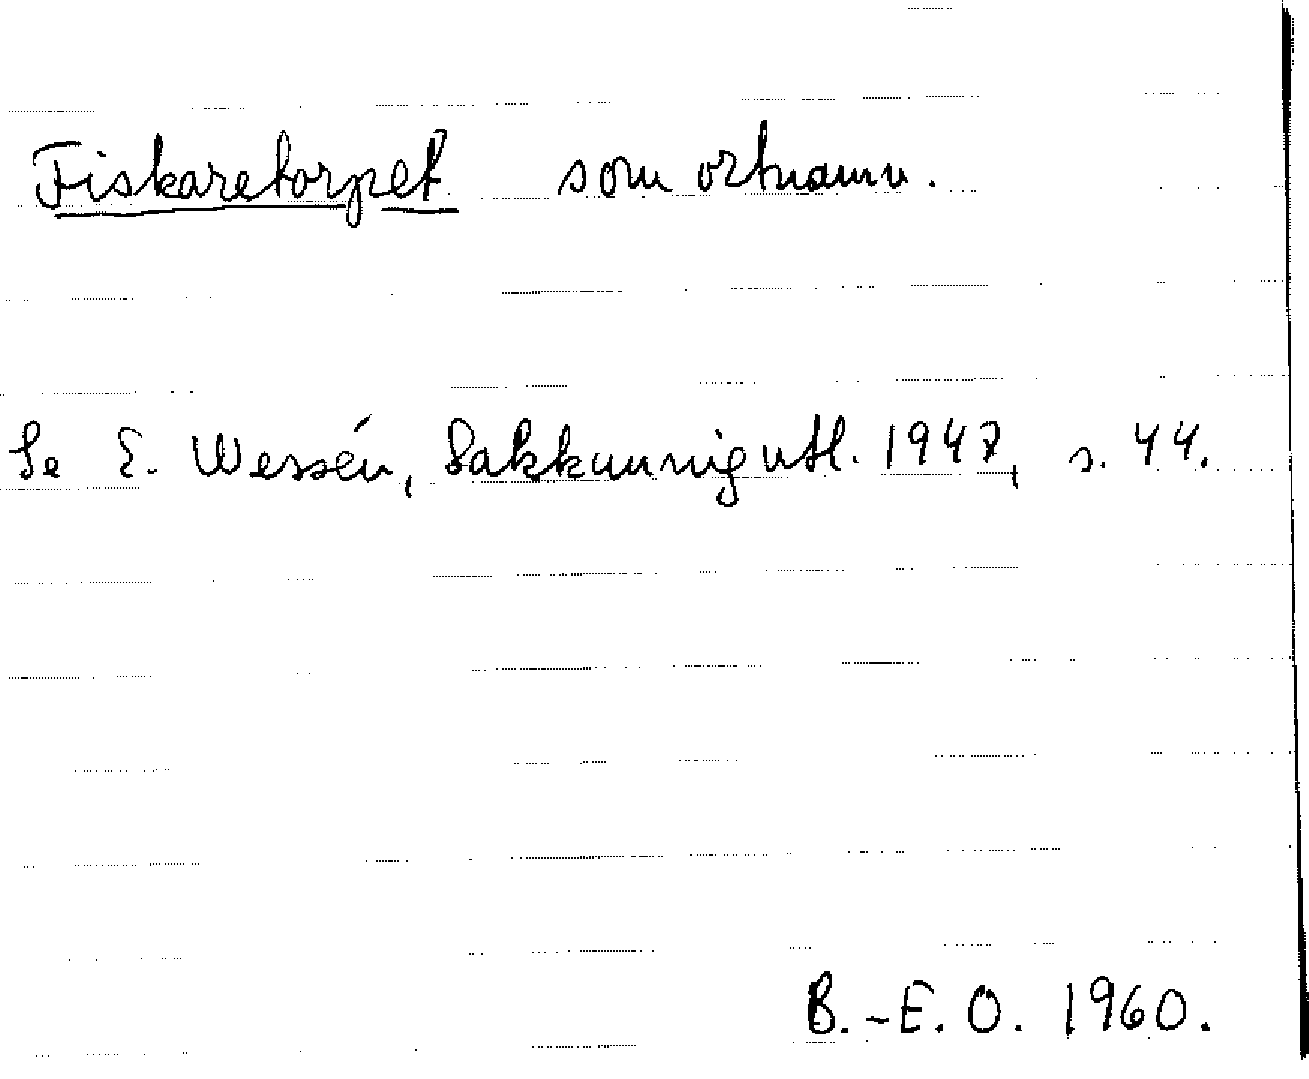 Fiskaretorpet som ortnamn.
Se E. Wessén, Sakkunnigutl. 1947, s. 44.
B.-E. O. 1960.